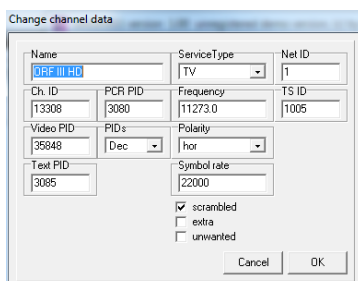 Change channel data
Name ServiceType Net ID
ORF III HD TV 1
Ch. ID PCR PID Frequency TS ID
13308 3080 11273.0 1005
Video PID PIDs Polarity
35848 Dec hor
Text PID Symbol rate
3085 22000
scrambled
extra
unwanted
Cancel OK